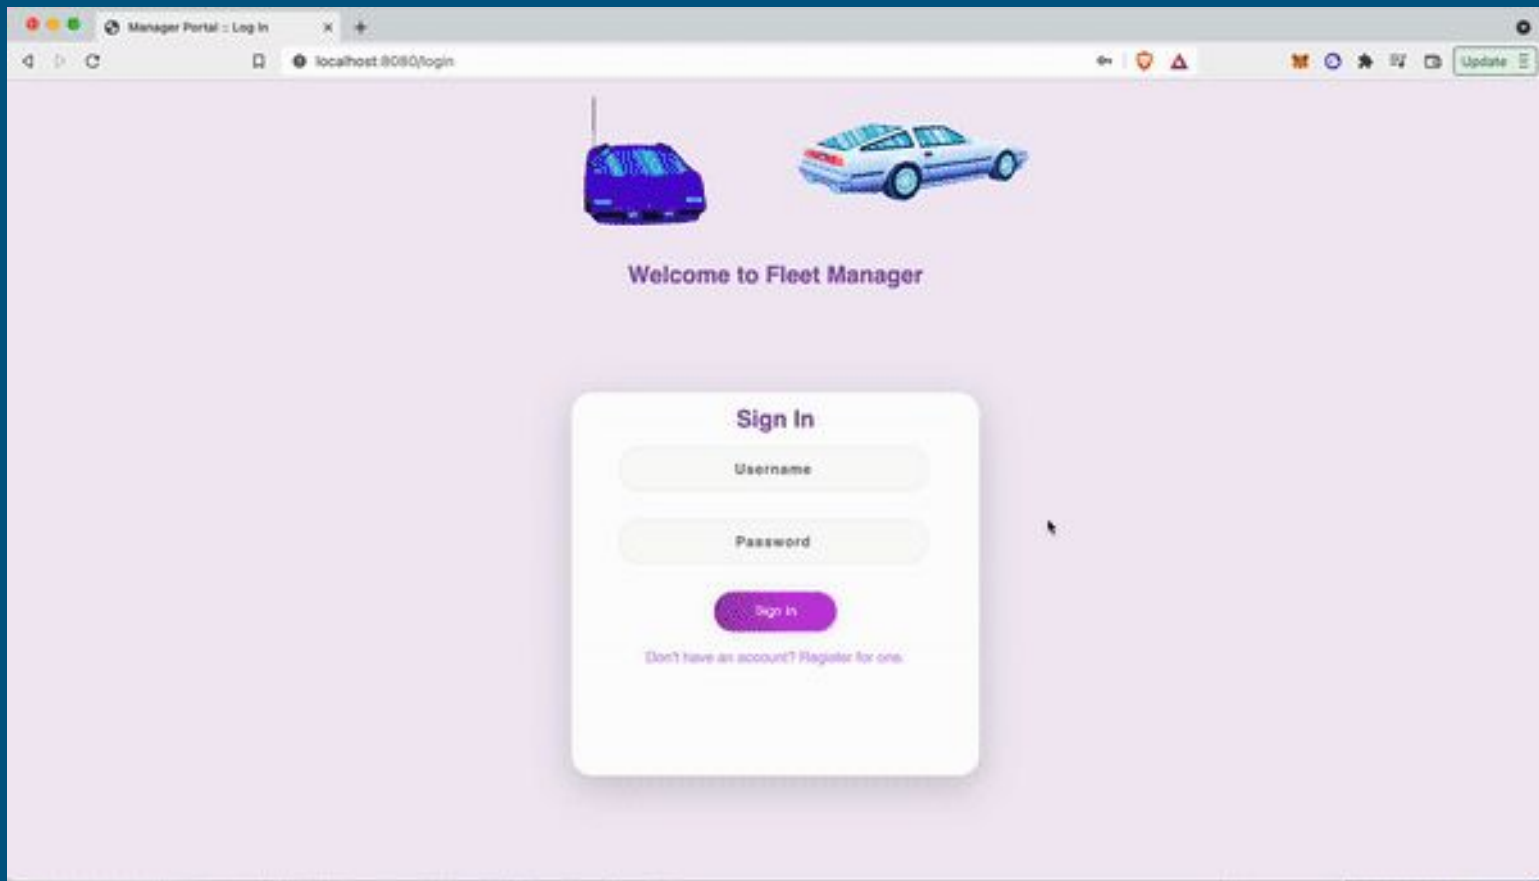 Manager Portal :: Log In
localhost:8080/login
Update
Welcome to Fleet Manager
Sign In
Username
Password
Sign In
Don't have an account? Register for one.